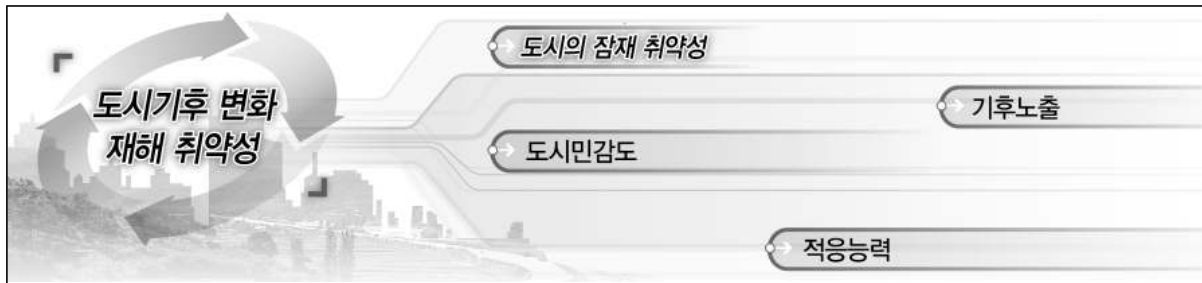 도시기후 변화
재해 취약성
도시의 잠재 취약성
기후노출
도시민감도
적응능력